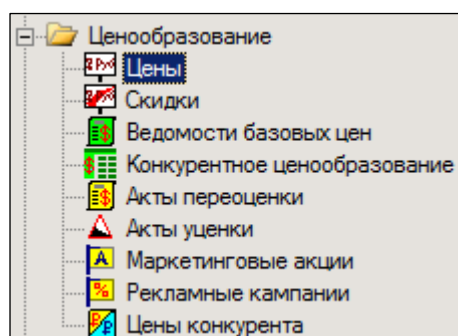 Ценообразование
Цены
Скидки
Ведомости базовых цен
Конкурентное ценообразование
Акты переоценки
Акты уценки
Маркетинговые акции
Рекламные кампании
Цены конкурента